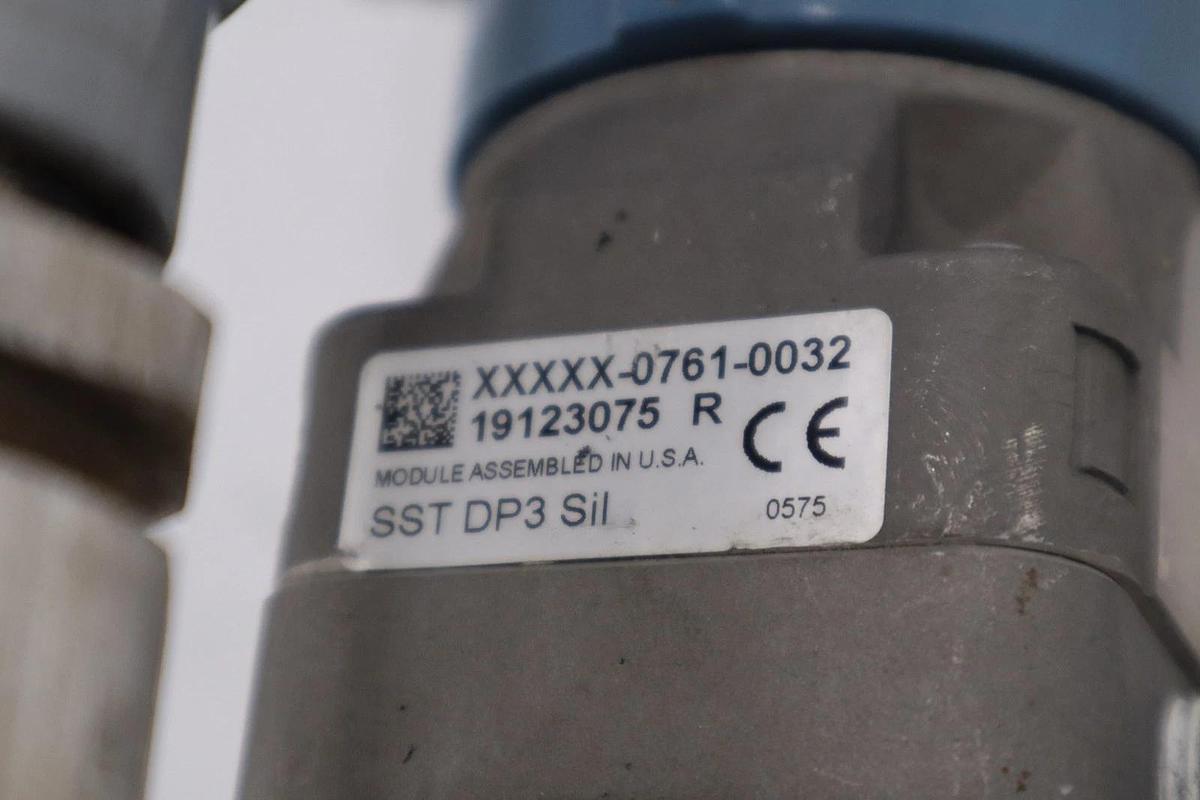 XXXXX-0761-0032
19123075 R
MODULE ASSEMBLED IN U.S.A.
CE
SST DP3 Sil
0575